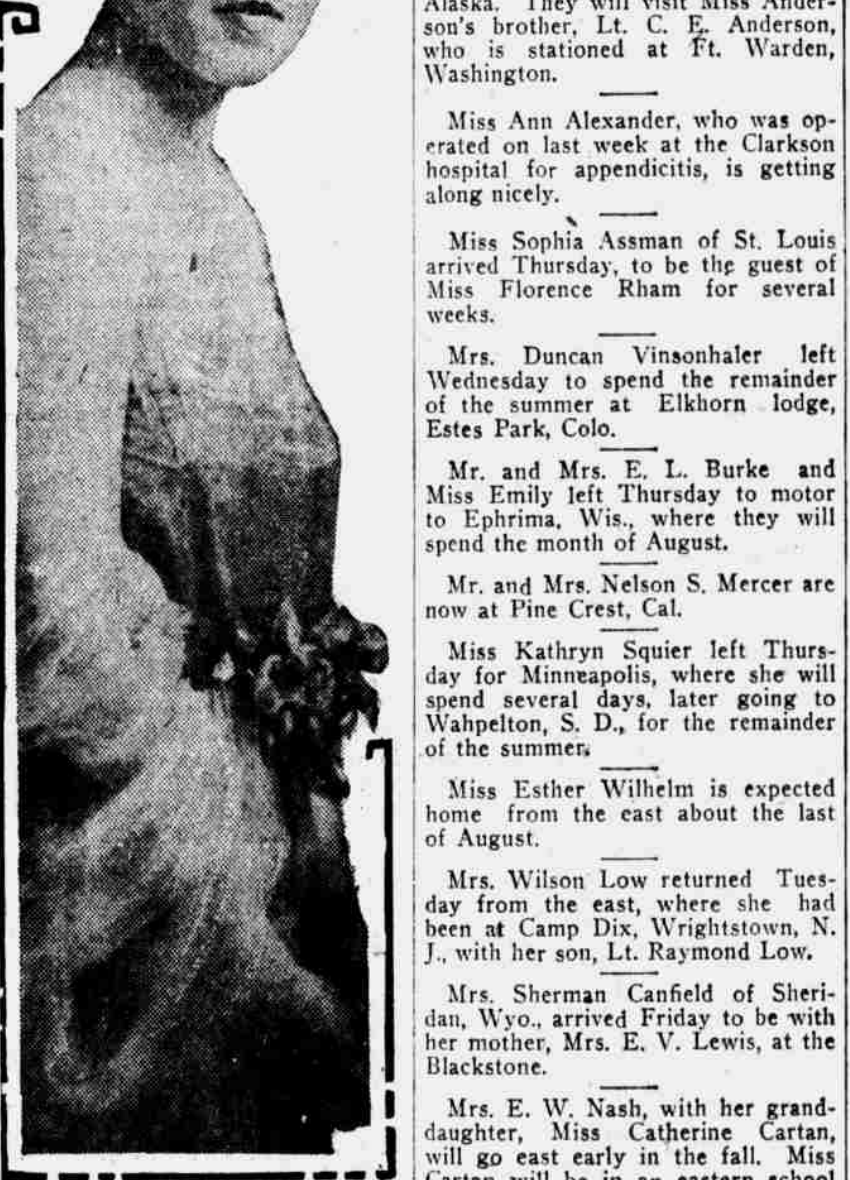 Alaska. They will visit Miss Ander-
son's brother, Lt. C. E. Anderson,
who is stationed at Ft. Warden,
Washington.
Miss Ann Alexander, who was op-
erated on last week at the Clarkson
hospital for appendicitis, is getting
along nicely.
Miss Sophia Assman of St. Louis
arrived Thursday, to be the guest of
Miss Florence Rham for several
weeks.
Mrs. Duncan Vinsonhaler left
Wednesday to spend the remainder
of the summer at Elkhorn lodge,
Estes Park, Colo.
Mr. and Mrs. E. L. Burke and
Miss Emily left Thursday to motor
to Ephrima, Wis., where they will
spend the month of August.
Mr. and Mrs. Nelson S. Mercer are
now at Pine Crest, Cal.
Miss Kathryn Squier left Thurs-
day for Minneapolis, where she will
spend several days, later going to
Wahpelton, S. D., for the remainder
of the summer.
Miss Esther Wilhelm is expected
home from the east about the last
of August.
Mrs. Wilson Low returned Tues-
day from the east, where she had
been at Camp Dix, Wrightstown, N.
J., with her son, Lt. Raymond Low.
Mrs. Sherman Canfield of Sheri-
dan, Wyo., arrived Friday to be with
her mother, Mrs. E. V. Lewis, at the
Blackstone.
Mrs. E. W. Nash, with her grand-
daughter, Miss Catherine Cartan,
will go east early in the fall. Miss
Cartan will be in an eastern school